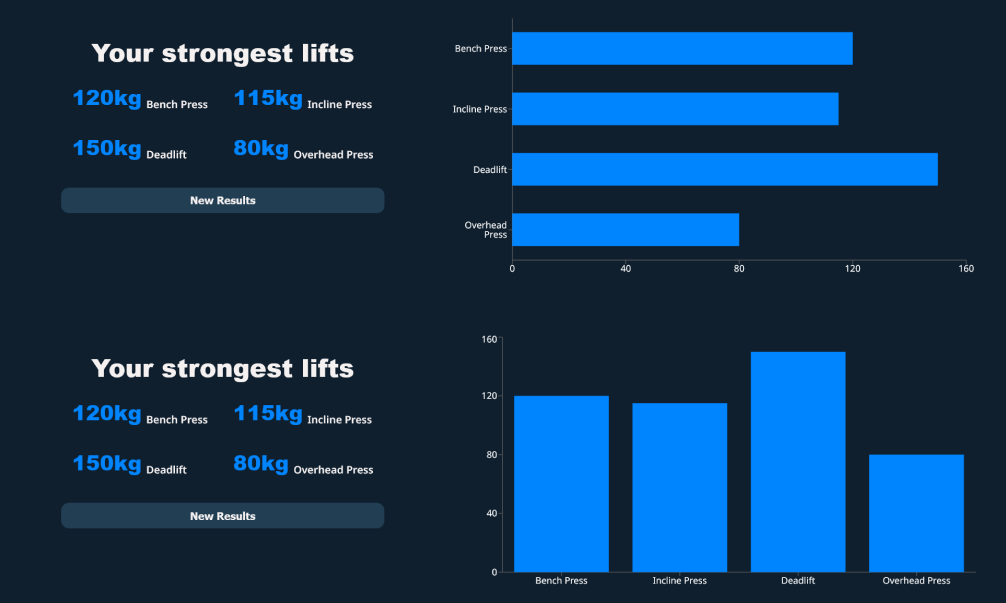 Your strongest lifts
120kg Bench Press 115kg Incline Press
150kg Deadlift 80kg Overhead Press
New Results
Bench Press
Incline Press
Deadlift
Overhead
Press
0 40 80 120 160
Your strongest lifts
120kg Bench Press 115kg Incline Press
150kg Deadlift 80kg Overhead Press
New Results
160
120
80
40
0
Bench Press Incline Press Deadlift Overhead Press